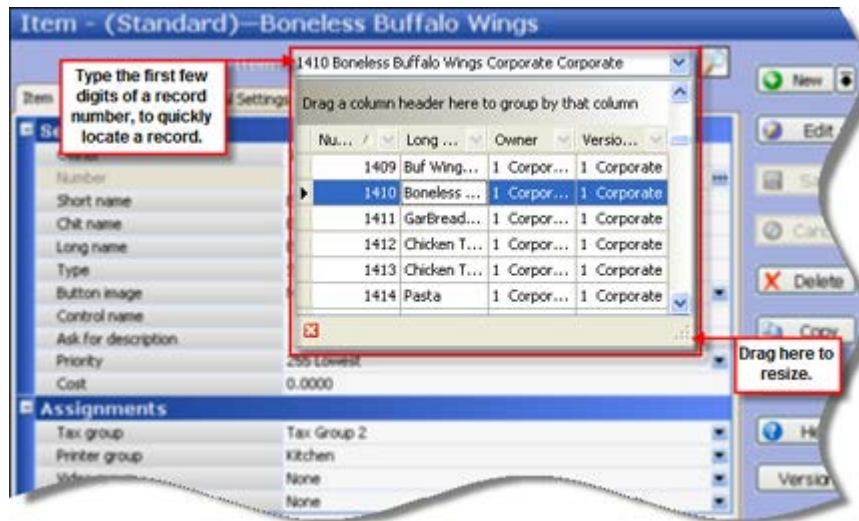 Item - (Standard)—Boneless Buffalo Wings
Type the first few
digits of a record
number, to quickly
locate a record.
1410 Boneless Buffalo Wings Corporate Corporate
Item
Settings
Drag a column header here to group by that column
Nu... Long ... Owner Versio...
1409 Buf Wing... 1 Corpor... 1 Corporate
1410 Boneless ... 1 Corpor... 1 Corporate
1411 GarBread... 1 Corpor... 1 Corporate
1412 Chicken T... 1 Corpor... 1 Corporate
1413 Chicken T... 1 Corpor... 1 Corporate
1414 Pasta 1 Corpor... 1 Corporate
Number
Short name
Chit name
Long name
Type
Button image
Control name
Ask for description
Priority 255 Lowest
Cost 0.0000
Assignments
Tax group Tax Group 2
Printer group Kitchen
None
None
New
Edit
Delete
Copy
Drag here to
resize.
Version